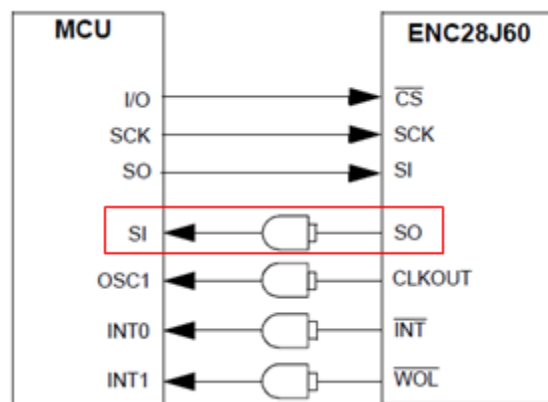 MCU
ENC28J60
I/O
CS
SCK
SCK
SO
SI
SI
SO
OSC1
CLKOUT
INT0
INT
INT1
WOL